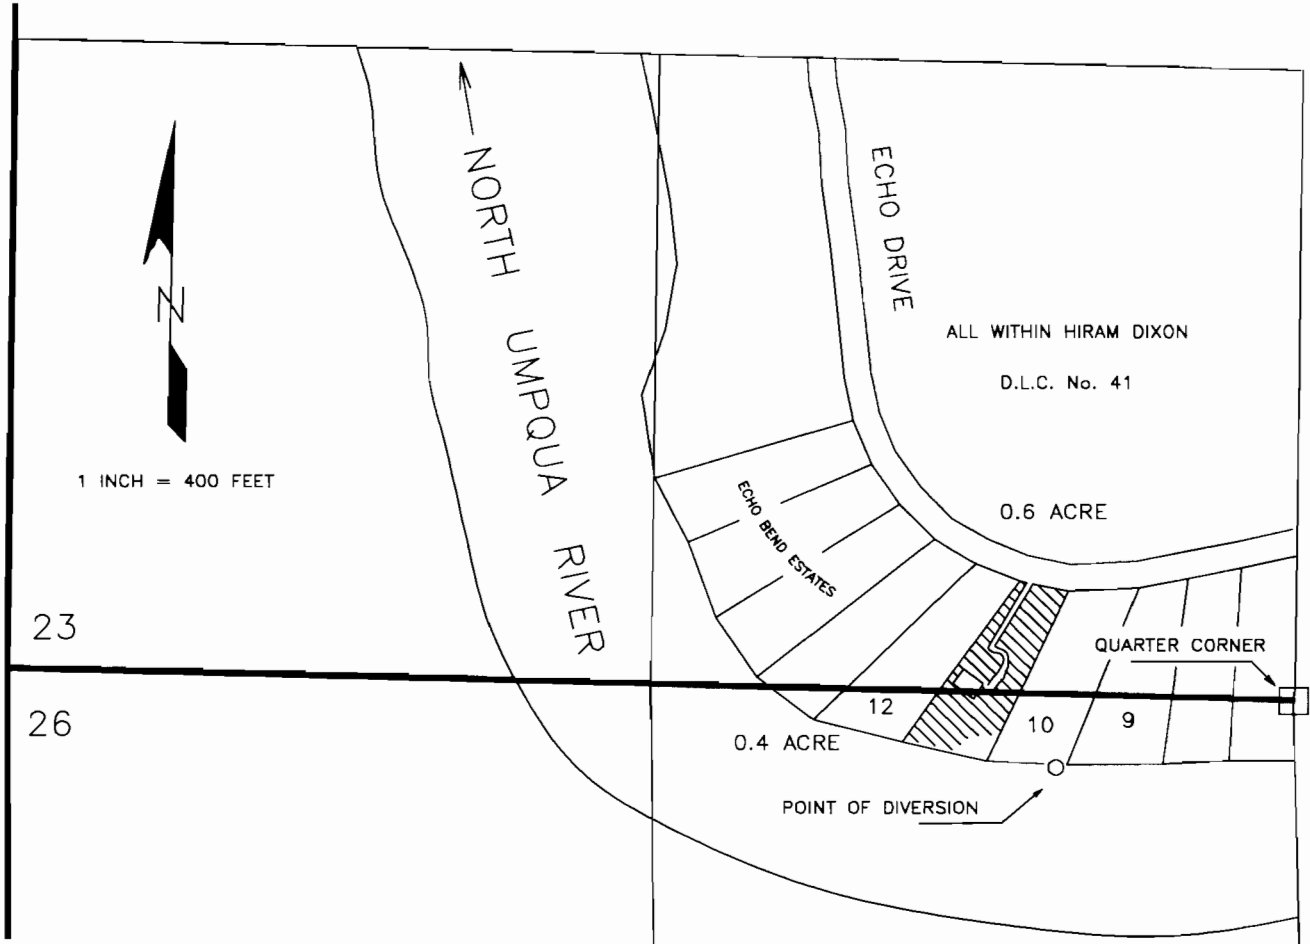 NORTH UMPQUA RIVER
ECHO DRIVE
N
ALL WITHIN HIRAM DIXON
D.L.C. No. 41
1 INCH = 400 FEET
ECHO BEND ESTATES
0.6 ACRE
23
QUARTER CORNER
26
12
10
9
0.4 ACRE
POINT OF DIVERSION